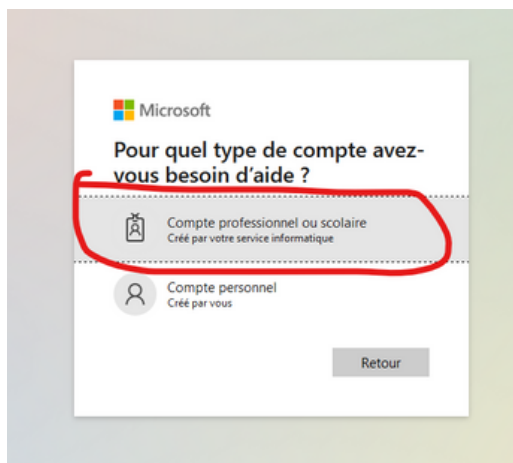 Microsoft
Pour quel type de compte avez-
vous besoin d'aide ?
Compte professionnel ou scolaire
Créé par votre service informatique
Compte personnel
Créé par vous
Retour